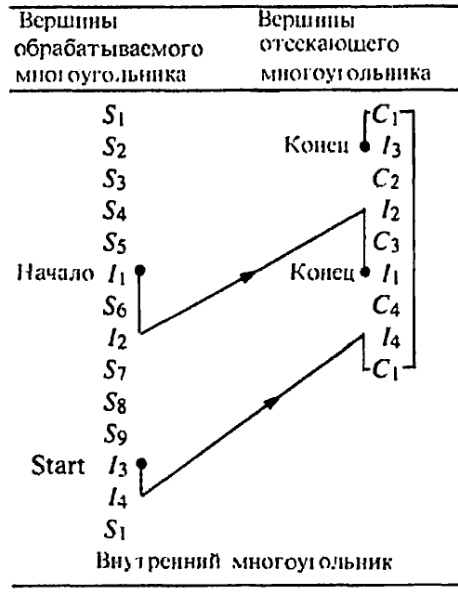 Вершины Вершины
обрабатываемого отсекающего
многоугольника многоугольника
S1 C1
S2 Конец I3
S3 C2
S4 I2
S5 C3
Начало I1 Конец I1
S6 C4
I2 I4
S7 C1
S8
S9
Start I3
I4
S1
Внутренний многоугольник